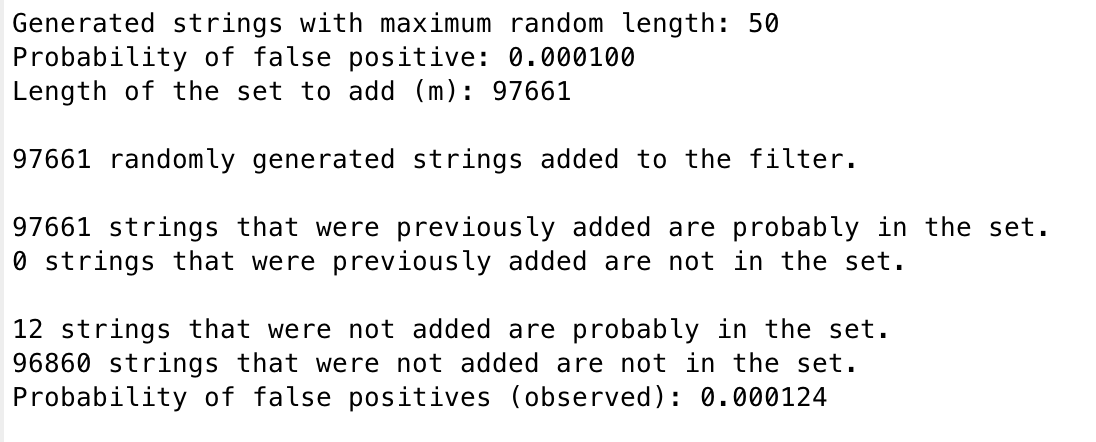 Generated strings with maximum random length: 50
Probability of false positive: 0.000100
Length of the set to add (m): 97661
97661 randomly generated strings added to the filter.
97661 strings that were previously added are probably in the set.
0 strings that were previously added are not in the set.
12 strings that were not added are probably in the set.
96860 strings that were not added are not in the set.
Probability of false positives (observed): 0.000124